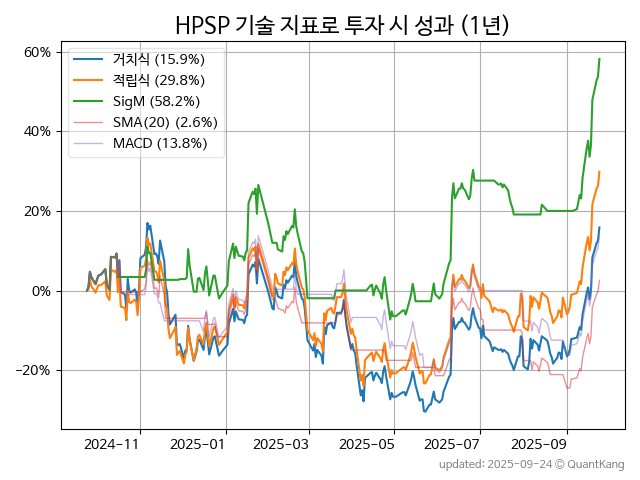 HPSP 기술 지표로 투자 시 성과 (1년)
60%
40%
20%
0%
−20%
거치식 (15.9%)
적립식 (29.8%)
SigM (58.2%)
SMA(20) (2.6%)
MACD (13.8%)
2024-11 2025-01 2025-03 2025-05 2025-07 2025-09
updated: 2025-09-24 © QuantKang